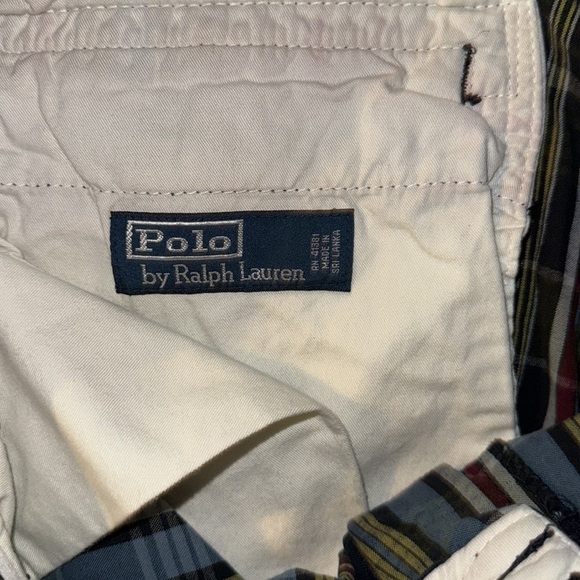 Polo
by Ralph Lauren
RN 41381
MADE IN
SRI LANKA